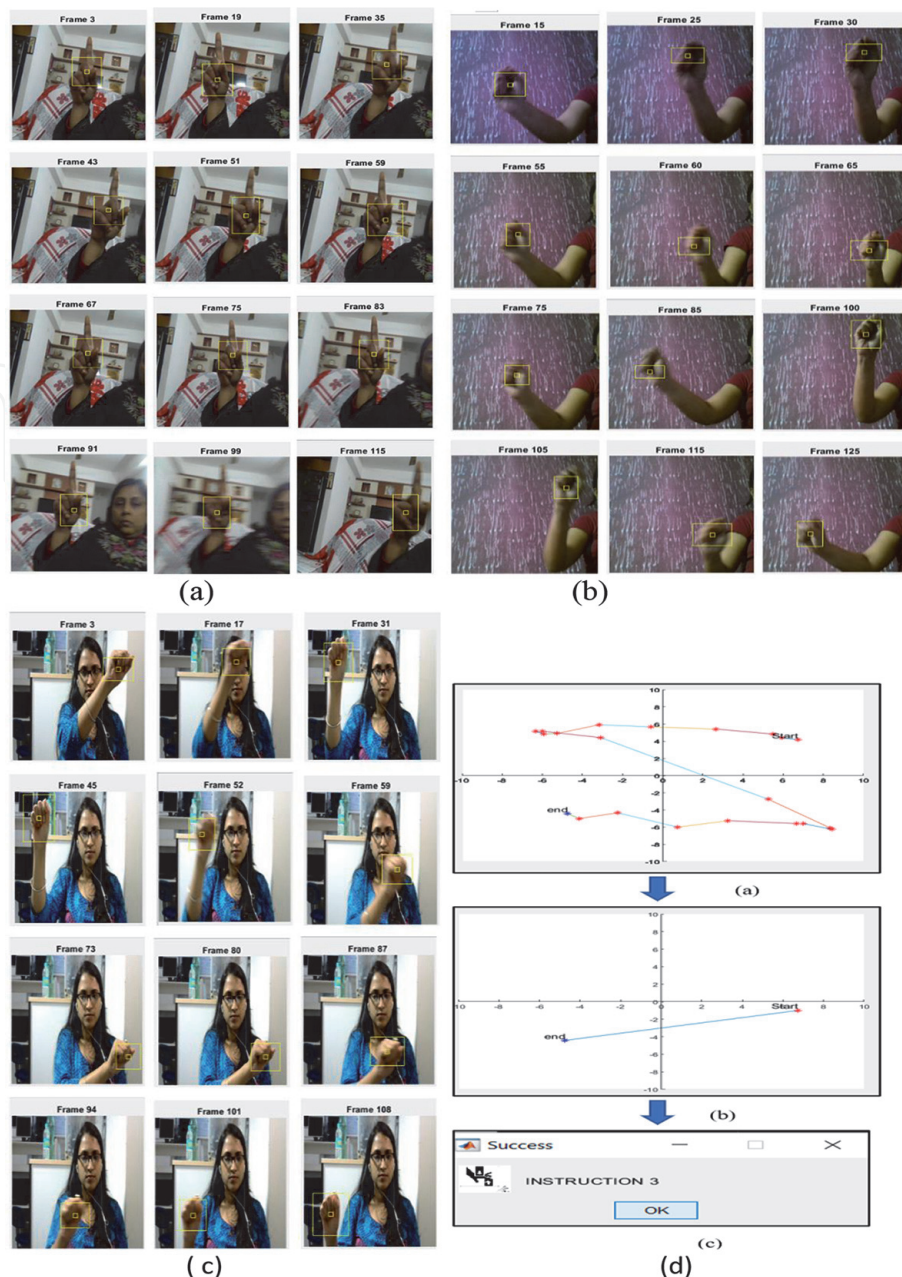 Frame 3
Frame 19
Frame 35
Frame 43
Frame 51
Frame 59
Frame 67
Frame 75
Frame 83
Frame 91
Frame 99
Frame 115
(a)
Frame 15
Frame 25
Frame 30
Frame 55
Frame 60
Frame 65
Frame 75
Frame 85
Frame 100
Frame 105
Frame 115
Frame 125
(b)
Frame 3
Frame 17
Frame 31
Frame 45
Frame 52
Frame 59
Frame 73
Frame 80
Frame 87
Frame 94
Frame 101
Frame 108
( c)
10
8
6
4
2
0
-2
-4
-6
-8
-10
-10 -8 -6 -4 -2 0 2 4 6 8 10
Start
end
(a)
10
8
6
4
2
0
-2
-4
-6
-8
-10
-10 -8 -6 -4 -2 0 2 4 6 8 10
Start
end
(b)
Success
INSTRUCTION 3
OK
(c)
(d)